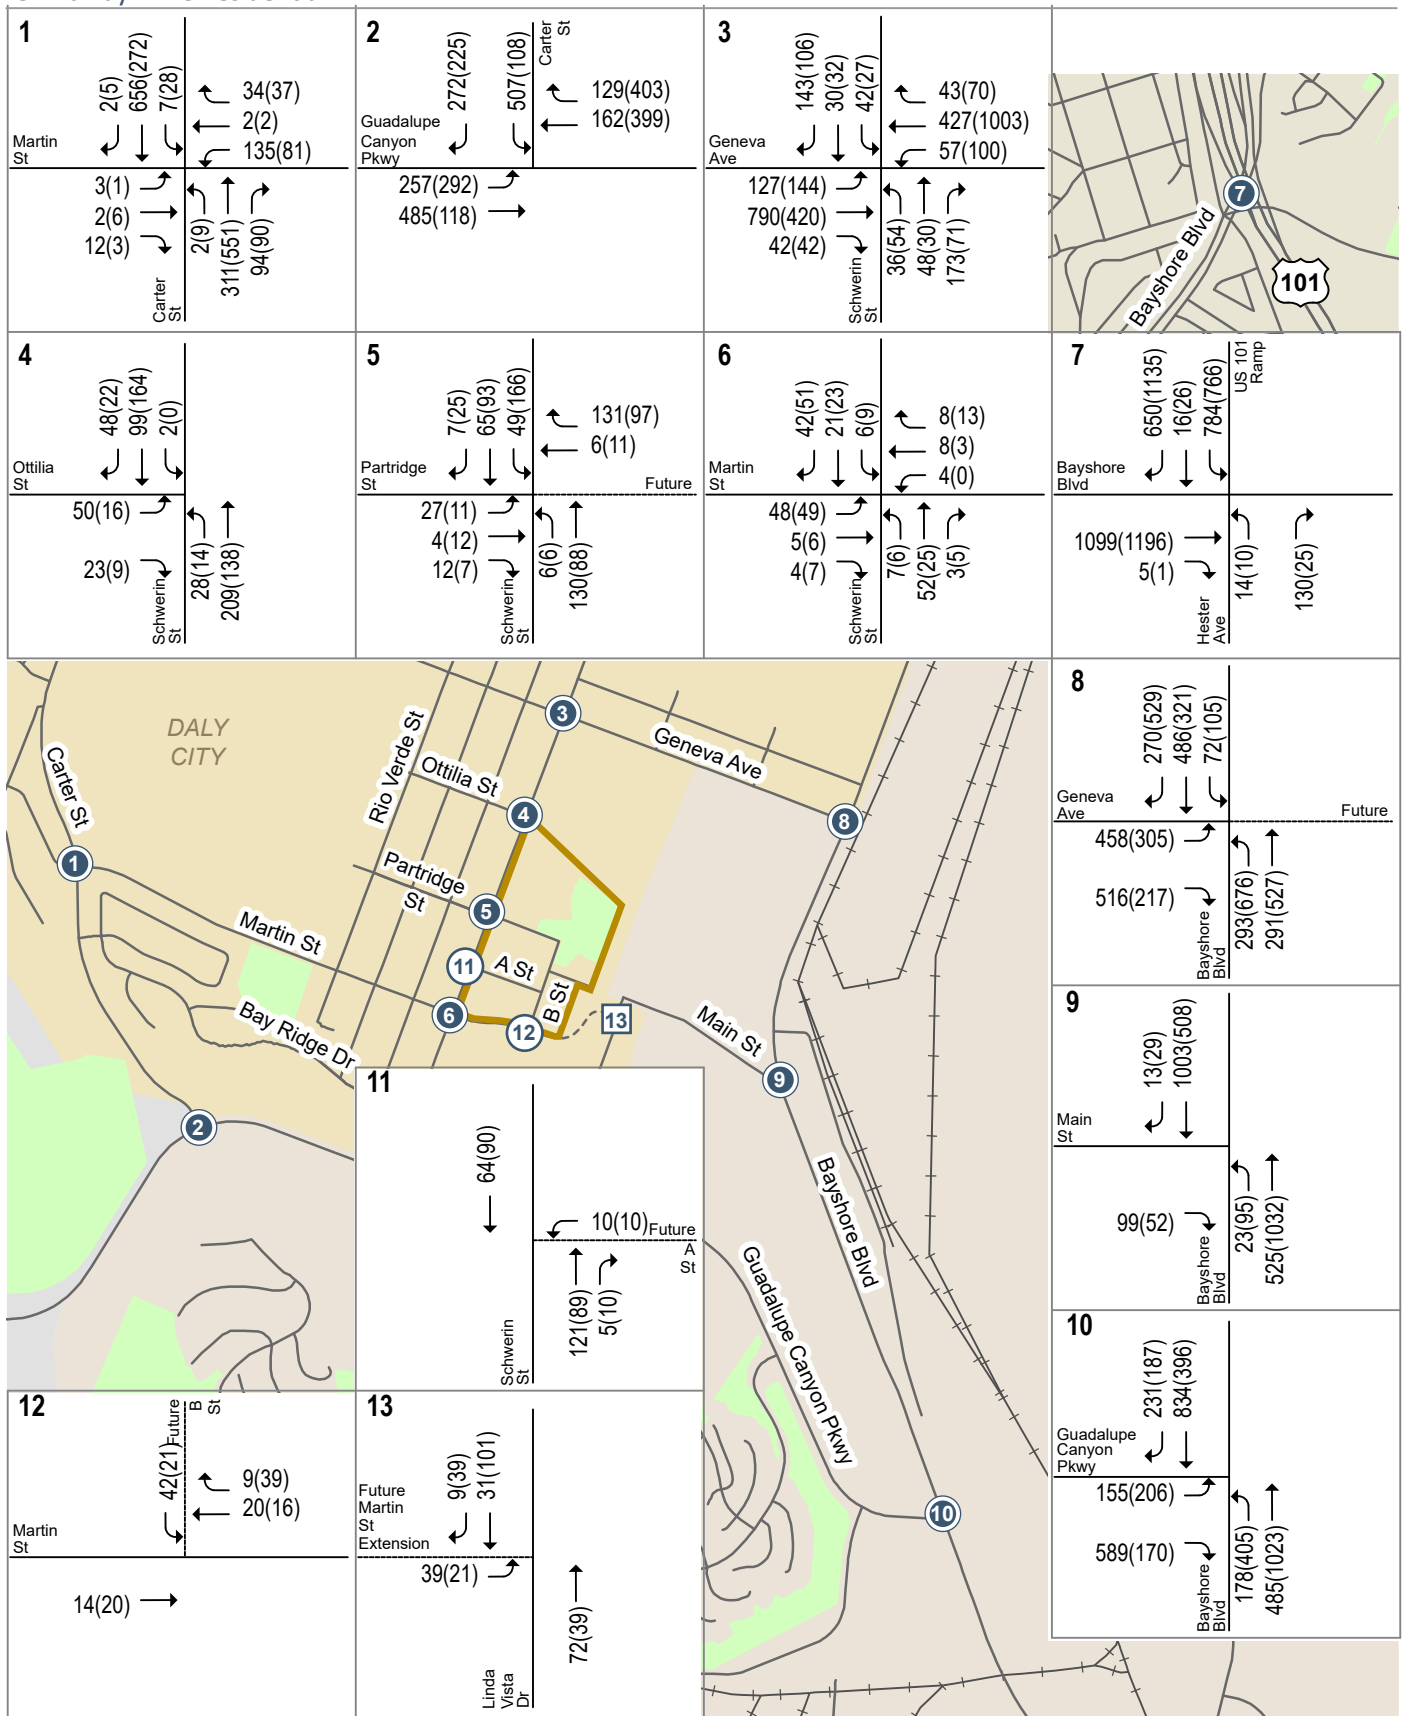 1
2(5)
656(272)
7(28)
34(37)
2(2)
135(81)
Martin
St
3(1)
2(6)
12(3)
2(9)
311(551)
94(90)
Carter
St
2
272(225)
507(108)
Carter
St
129(403)
162(399)
Guadalupe
Canyon
Pkwy
257(292)
485(118)
3
143(106)
30(32)
42(27)
43(70)
427(1003)
57(100)
Geneva
Ave
127(144)
790(420)
42(42)
36(54)
48(30)
173(71)
Schwerin
St
7
Bayshore Blvd
101
4
48(22)
99(164)
2(0)
Ottilia
St
50(16)
23(9)
28(14)
209(138)
Schwerin
St
5
7(25)
65(93)
49(166)
131(97)
6(11)
Partridge
St
Future
27(11)
4(12)
12(7)
6(6)
130(88)
Schwerin
St
6
42(51)
21(23)
6(9)
8(13)
8(3)
4(0)
Martin
St
48(49)
5(6)
4(7)
7(6)
52(25)
3(5)
Schwerin
St
7
650(1135)
16(26)
784(766)
US 101
Ramp
Bayshore
Blvd
1099(1196)
5(1)
14(10)
130(25)
Hester
Ave
DALY
CITY
Carter St
Rio Verde St
Ottilia St
Geneva Ave
Partridge
St
Martin St
A St
B St
Bay Ridge Dr
Main St
Bayshore Blvd
Guadalupe Canyon Pkwy
1
2
3
4
5
6
8
9
10
11
12
13
8
270(529)
486(321)
72(105)
Geneva
Ave
Future
458(305)
516(217)
293(676)
291(527)
Bayshore
Blvd
9
13(29)
1003(508)
Main
St
99(52)
23(95)
525(1032)
Bayshore
Blvd
10
231(187)
834(396)
Guadalupe
Canyon
Pkwy
155(206)
589(170)
178(405)
485(1023)
Bayshore
Blvd
11
64(90)
10(10)
Future
A
St
121(89)
5(10)
Schwerin
St
12
42(21)
Future
B
St
9(39)
20(16)
Martin
St
14(20)
13
9(39)
31(101)
Future
Martin
St
Extension
39(21)
72(39)
Linda
Vista
Dr